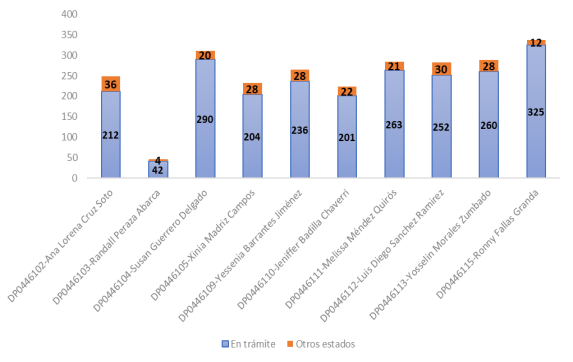 400
350
300
250
200
150
100
50
0
36
4
20
28
28
22
21
30
28
12
212
42
290
204
236
201
263
252
260
325
DP0446102-Ana Lorena Cruz Soto
DP0446103-Randall Peraza Abarca
DP0446104-Susan Guerrero Delgado
DP0446105-Xinia Madriz Campos
DP0446109-Yessenia Barrantes Jiménez
DP0446110-Jeniffer Badilla Chaverri
DP0446111-Melissa Méndez Quirós
DP0446112-Luis Diego Sanchez Ramirez
DP0446113-Yosselin Morales Zumbado
DP0446115-Ronny Fallas Granda
En trámite
Otros estados